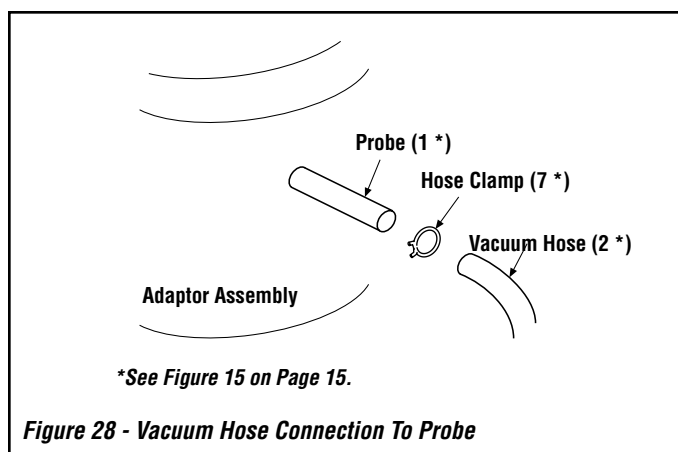 Probe (1 *)
Hose Clamp (7 *)
Vacuum Hose (2 *)
Adaptor Assembly
*See Figure 15 on Page 15.
Figure 28 - Vacuum Hose Connection To Probe